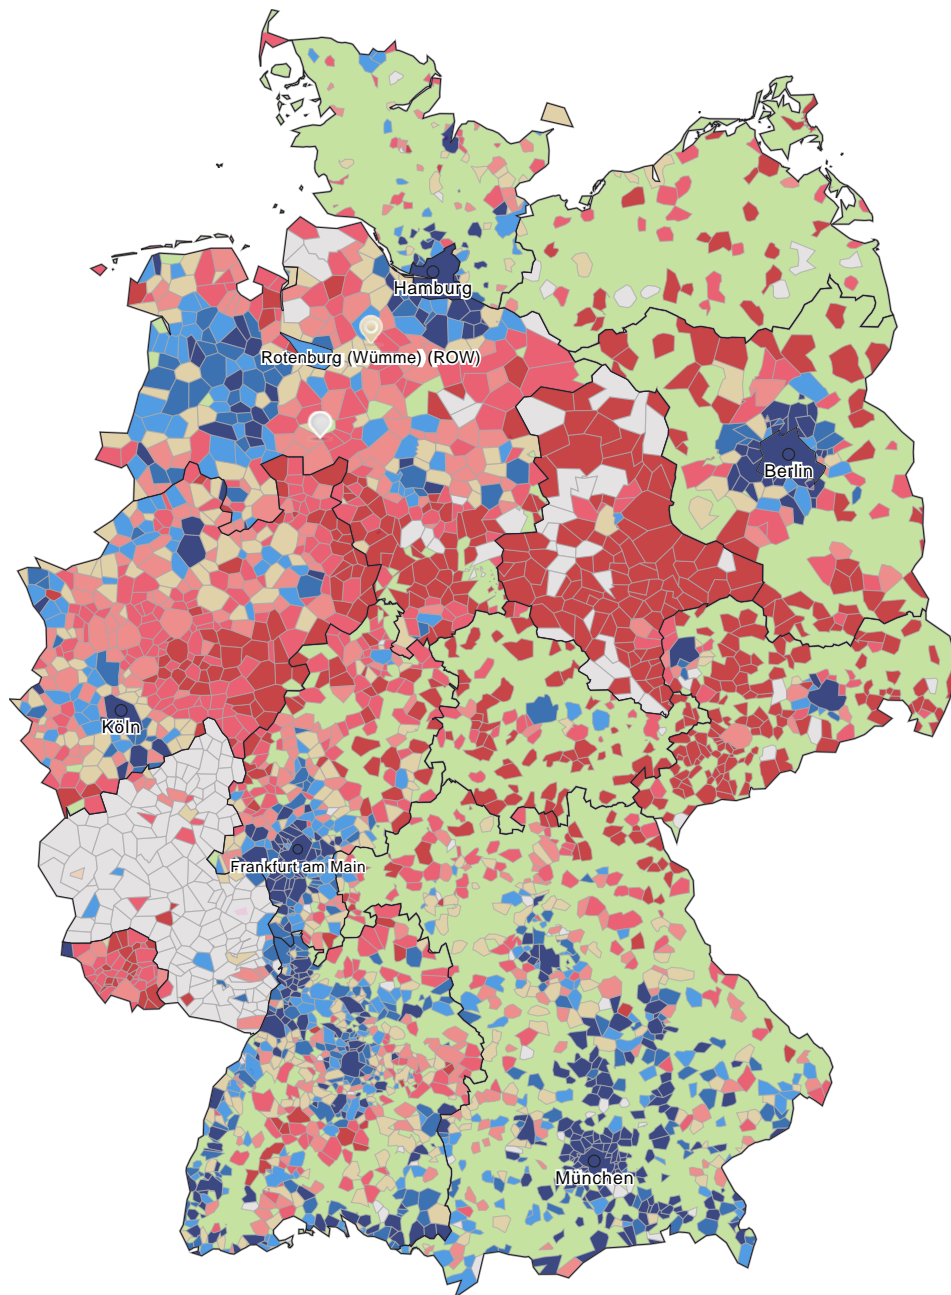 Hamburg
Rotenburg (Wümme) (ROW)
Berlin
Köln
Frankfurt am Main
München